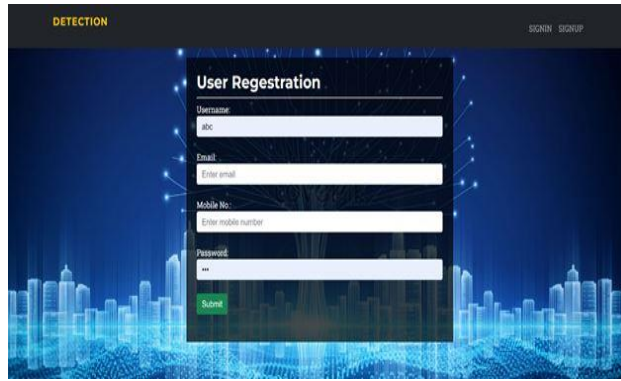 DETECTION
SIGNIN SIGNUP
User Regestration
Username:
abc
Email:
Enter email
Mobile No.:
Enter mobile number
Password:
•••
Submit